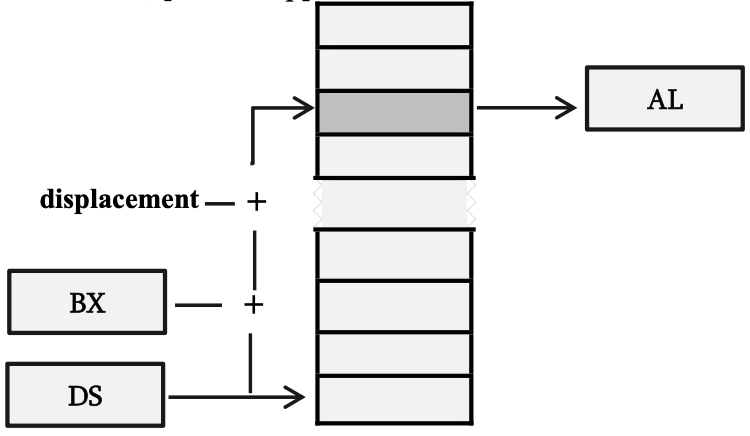 AL
displacement
+
BX
+
DS